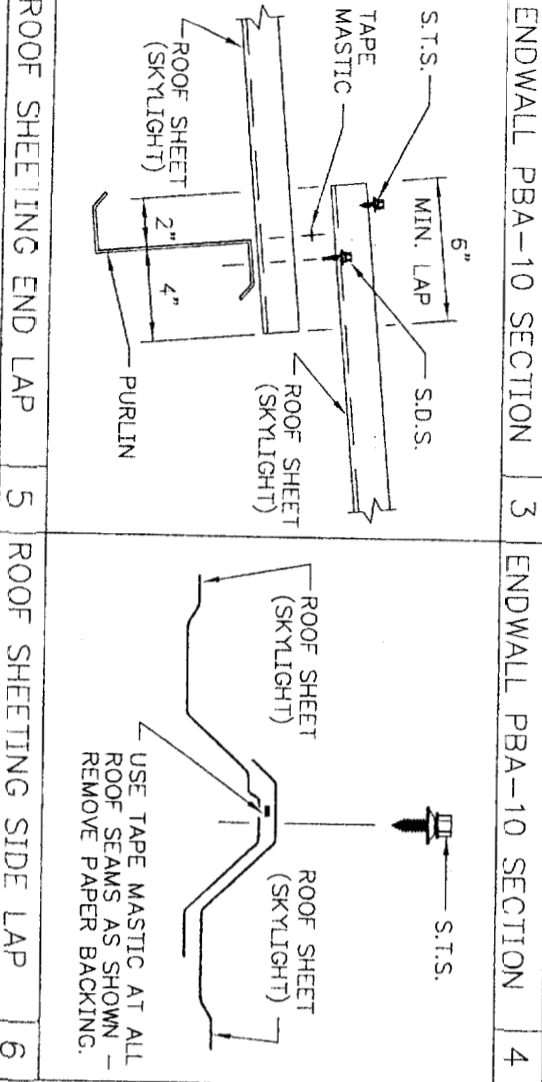 ENDWALL PBA-10 SECTION 3
ENDWALL PBA-10 SECTION 4
S.T.S.
TAPE
MASTIC
6"
MIN. LAP
S.D.S.
ROOF SHEET
(SKYLIGHT)
2"
4"
ROOF SHEET
(SKYLIGHT)
PURLIN
ROOF SHEETING END LAP 5
S.T.S.
ROOF SHEET
(SKYLIGHT)
ROOF SHEET
(SKYLIGHT)
USE TAPE MASTIC AT ALL
ROOF SEAMS AS SHOWN –
REMOVE PAPER BACKING.
ROOF SHEETING SIDE LAP 6